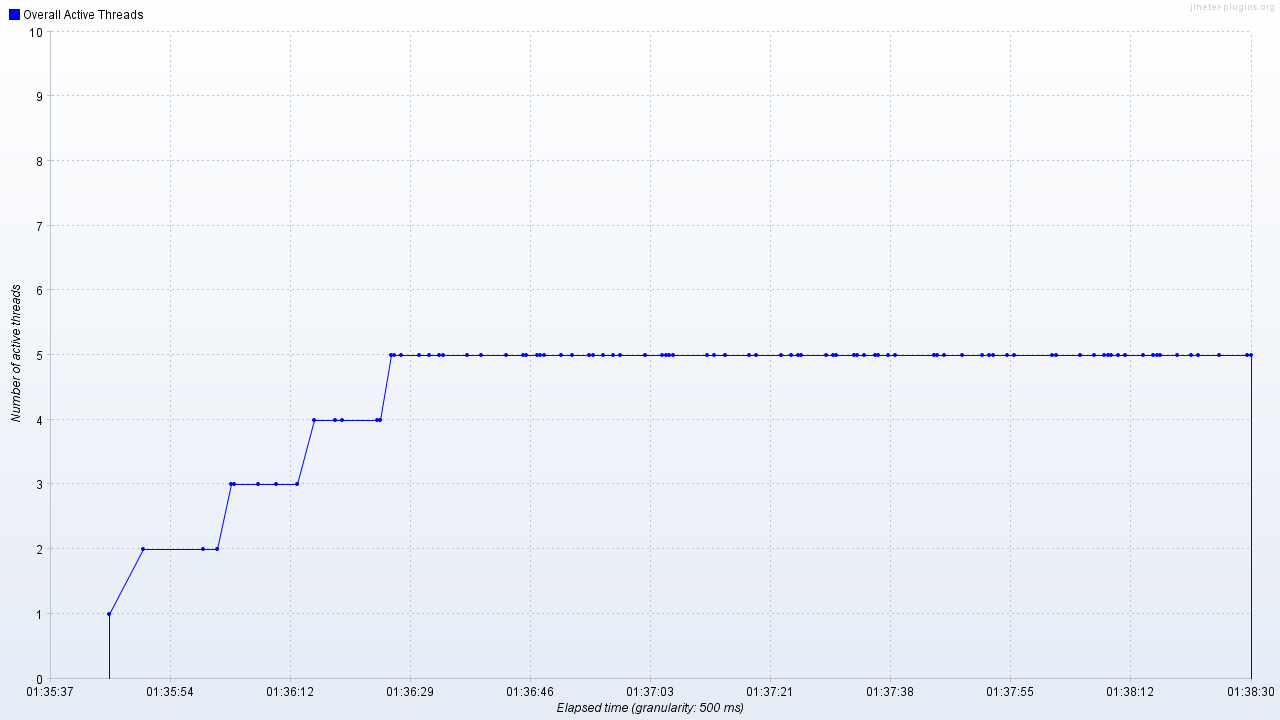 Overall Active Threads
jmeter-plugins.org
10
9
8
7
6
5
4
3
2
1
0
Number of active threads
01:35:37 01:35:54 01:36:12 01:36:29 01:36:46 01:37:03 01:37:21 01:37:38 01:37:55 01:38:12 01:38:30
Elapsed time (granularity: 500 ms)